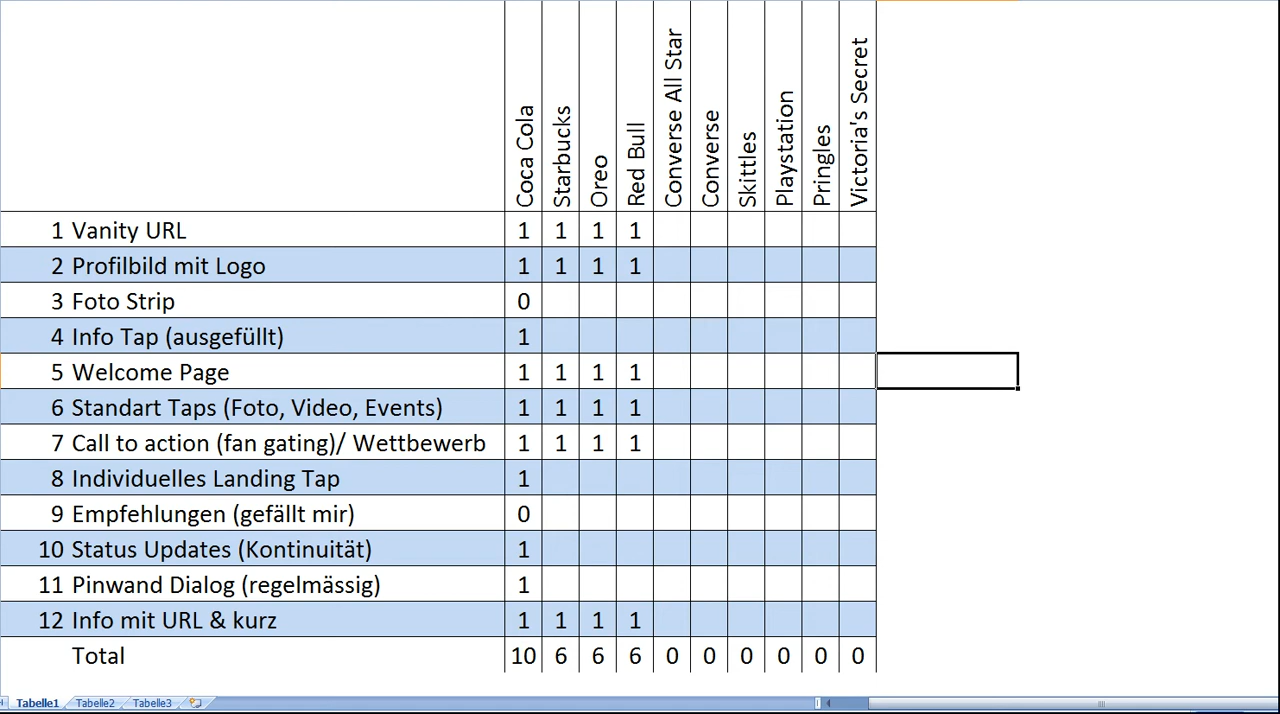 Coca Cola Starbucks Oreo Red Bull Converse All Star Converse Skittles Playstation Pringles Victoria's Secret
1 Vanity URL 1 1 1 1
2 Profilbild mit Logo 1 1 1 1
3 Foto Strip 0
4 Info Tap (ausgefüllt) 1
5 Welcome Page 1 1 1 1
6 Standart Taps (Foto, Video, Events) 1 1 1 1
7 Call to action (fan gating)/ Wettbewerb 1 1 1 1
8 Individuelles Landing Tap 1
9 Empfehlungen (gefällt mir) 0
10 Status Updates (Kontinuität) 1
11 Pinwand Dialog (regelmässig) 1
12 Info mit URL & kurz 1 1 1 1
Total 10 6 6 6 0 0 0 0 0 0
Tabelle1 Tabelle2 Tabelle3